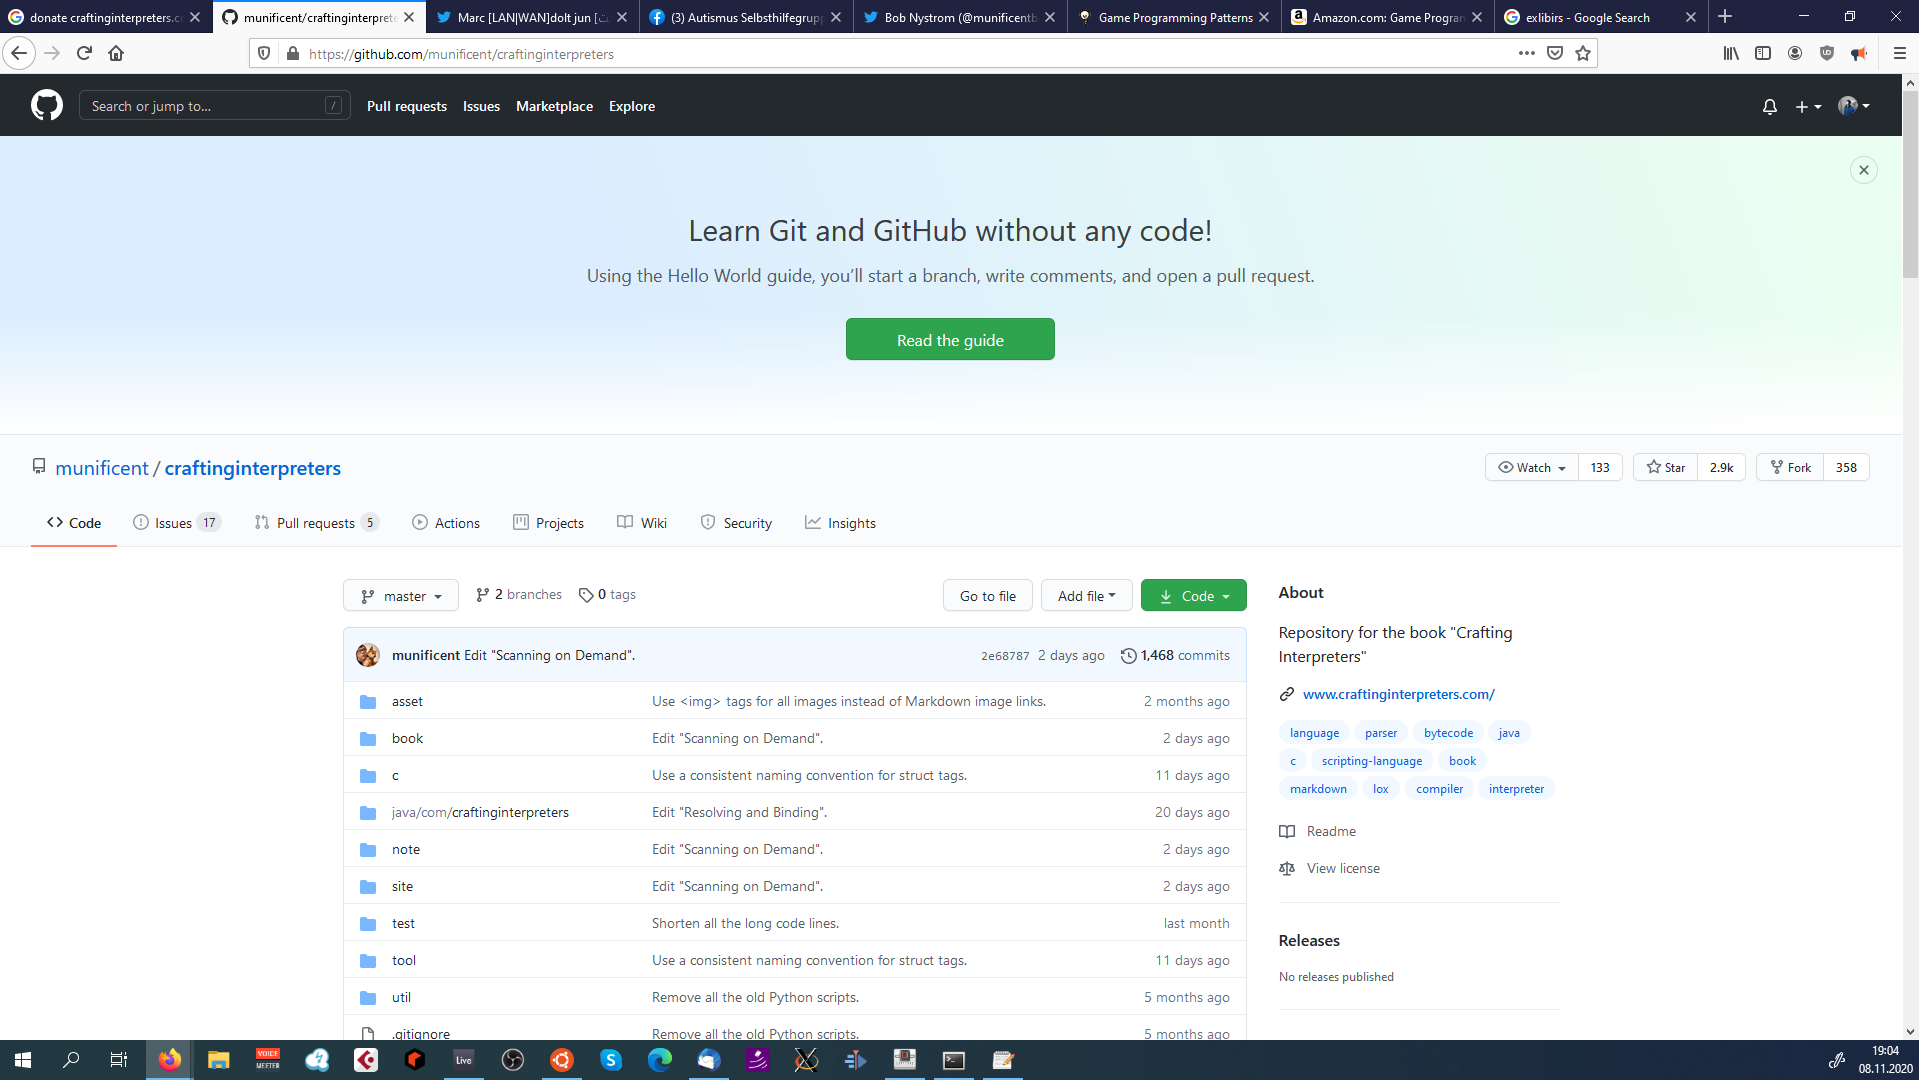 donate craftinginterpreters.c
munificent/craftinginterprete
Marc [LAN|WAN]dolt jun
(3) Autismus Selbsthilfegrupp
Bob Nystrom (@munificentb
Game Programming Patterns
Amazon.com: Game Program
exlibirs - Google Search
https://github.com/munificent/craftinginterpreters
Search or jump to...
/
Pull requests
Issues
Marketplace
Explore
Learn Git and GitHub without any code!
Using the Hello World guide, you’ll start a branch, write comments, and open a pull request.
Read the guide
munificent / craftinginterpreters
Watch 133
Star 2.9k
Fork 358
Code
Issues 17
Pull requests 5
Actions
Projects
Wiki
Security
Insights
master
2 branches
0 tags
Go to file
Add file
Code
munificent Edit "Scanning on Demand". 2e68787 2 days ago 1,468 commits
asset Use <img> tags for all images instead of Markdown image links. 2 months ago
book Edit "Scanning on Demand". 2 days ago
c Use a consistent naming convention for struct tags. 11 days ago
java/com/craftinginterpreters Edit "Resolving and Binding". 20 days ago
note Edit "Scanning on Demand". 2 days ago
site Edit "Scanning on Demand". 2 days ago
test Shorten all the long code lines. last month
tool Use a consistent naming convention for struct tags. 11 days ago
util Remove all the old Python scripts. 5 months ago
.gitignore Remove all the old Python scripts. 5 months ago
About
Repository for the book "Crafting
Interpreters"
www.craftinginterpreters.com/
language parser bytecode java
c scripting-language book
markdown lox compiler interpreter
Readme
View license
Releases
No releases published
VOICE
MEETER
Live
19:04
08.11.2020